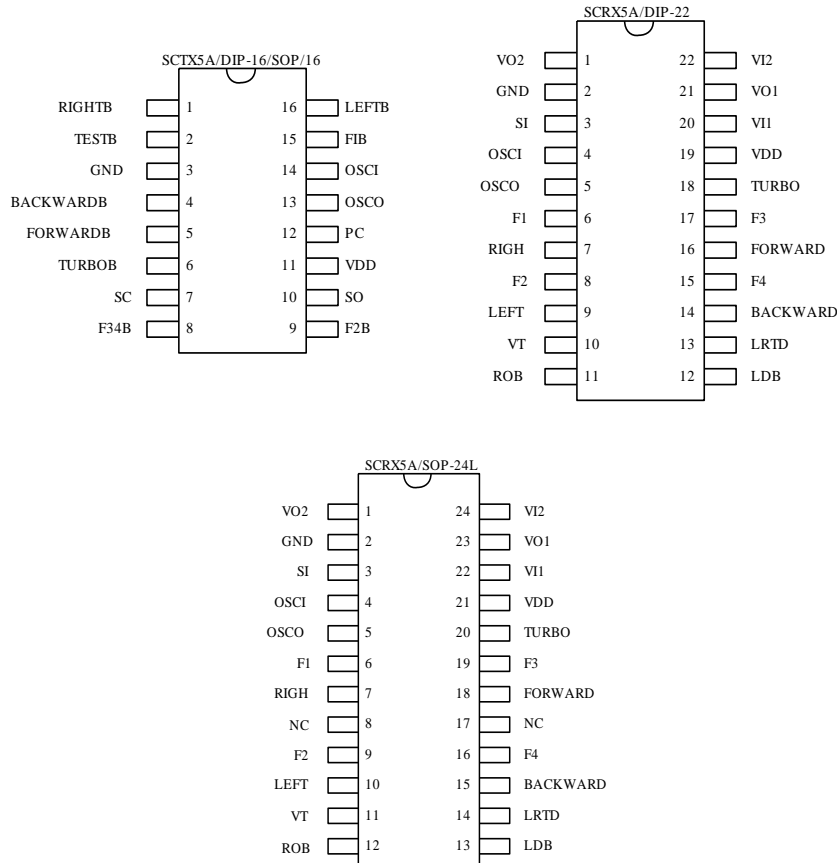 SCTX5A/DIP-16/SOP/16
RIGHTB 1 16 LEFTB
TESTB 2 15 FIB
GND 3 14 OSCI
BACKWARDB 4 13 OSCO
FORWARDB 5 12 PC
TURBOB 6 11 VDD
SC 7 10 SO
F34B 8 9 F2B
SCRX5A/DIP-22
VO2 1 22 VI2
GND 2 21 VO1
SI 3 20 VI1
OSCI 4 19 VDD
OSCO 5 18 TURBO
F1 6 17 F3
RIGH 7 16 FORWARD
F2 8 15 F4
LEFT 9 14 BACKWARD
VT 10 13 LRTD
ROB 11 12 LDB
SCRX5A/SOP-24L
VO2 1 24 VI2
GND 2 23 VO1
SI 3 22 VI1
OSCI 4 21 VDD
OSCO 5 20 TURBO
F1 6 19 F3
RIGH 7 18 FORWARD
NC 8 17 NC
F2 9 16 F4
LEFT 10 15 BACKWARD
VT 11 14 LRTD
ROB 12 13 LDB